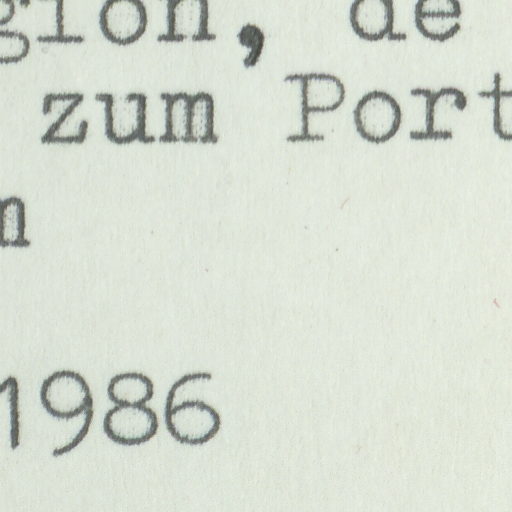 gion, de
zum Port
n
1986